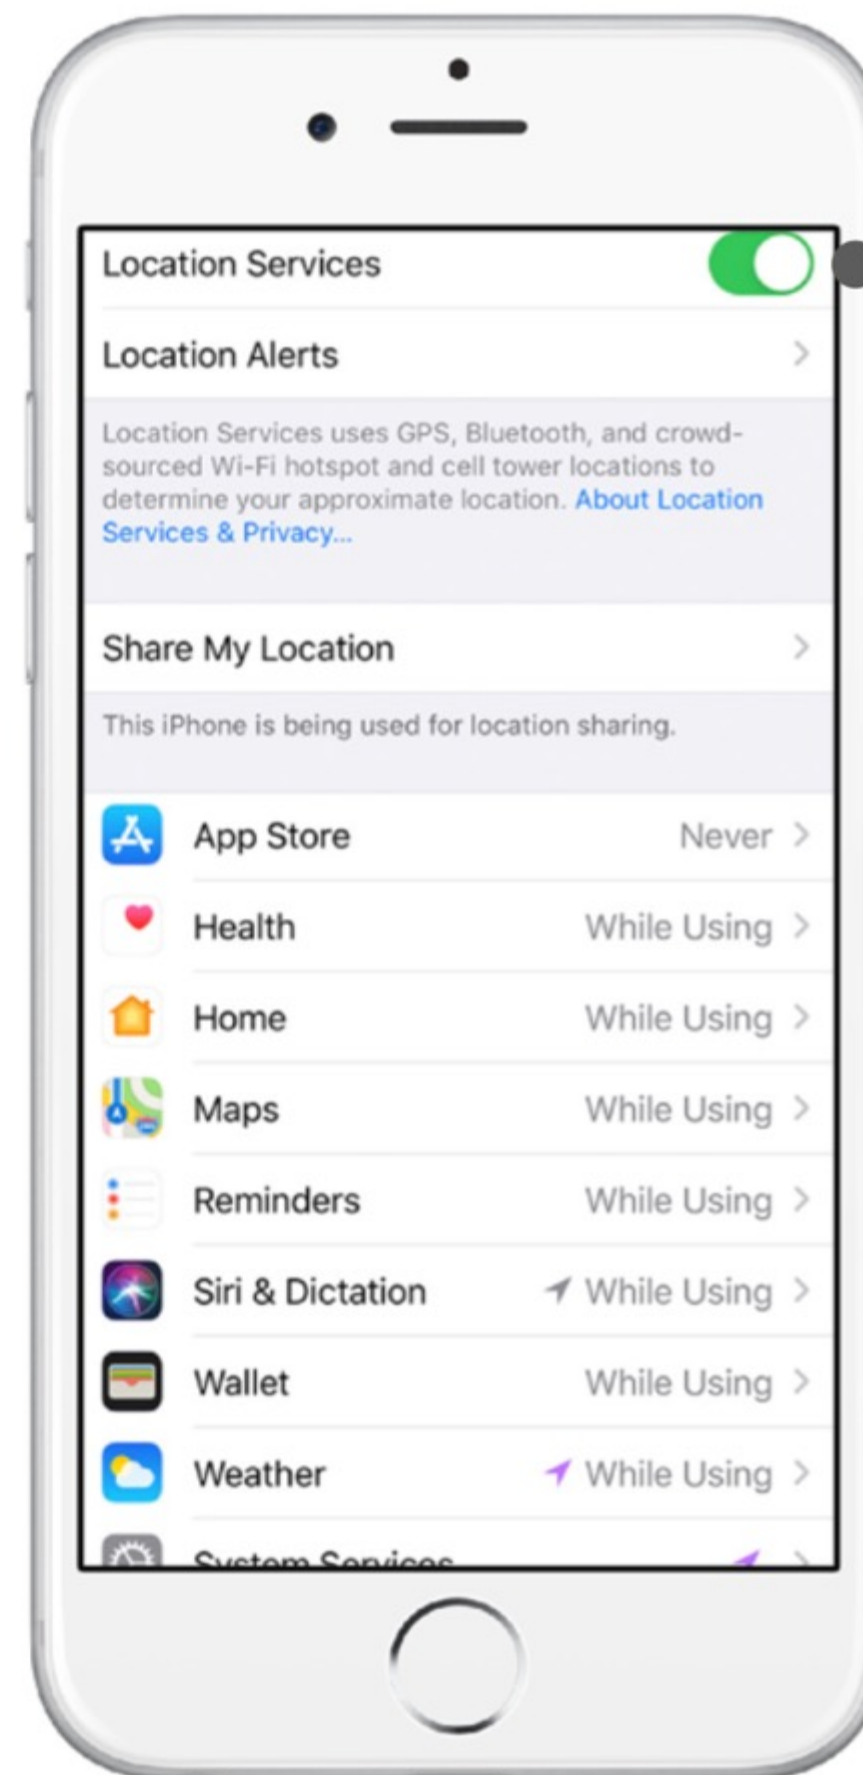 Location Services
Location Alerts
Location Services uses GPS, Bluetooth, and crowd-
sourced Wi-Fi hotspot and cell tower locations to
determine your approximate location. About Location
Services & Privacy...
Share My Location
This iPhone is being used for location sharing.
App Store Never
Health While Using
Home While Using
Maps While Using
Reminders While Using
Siri & Dictation While Using
Wallet While Using
Weather While Using
System Services